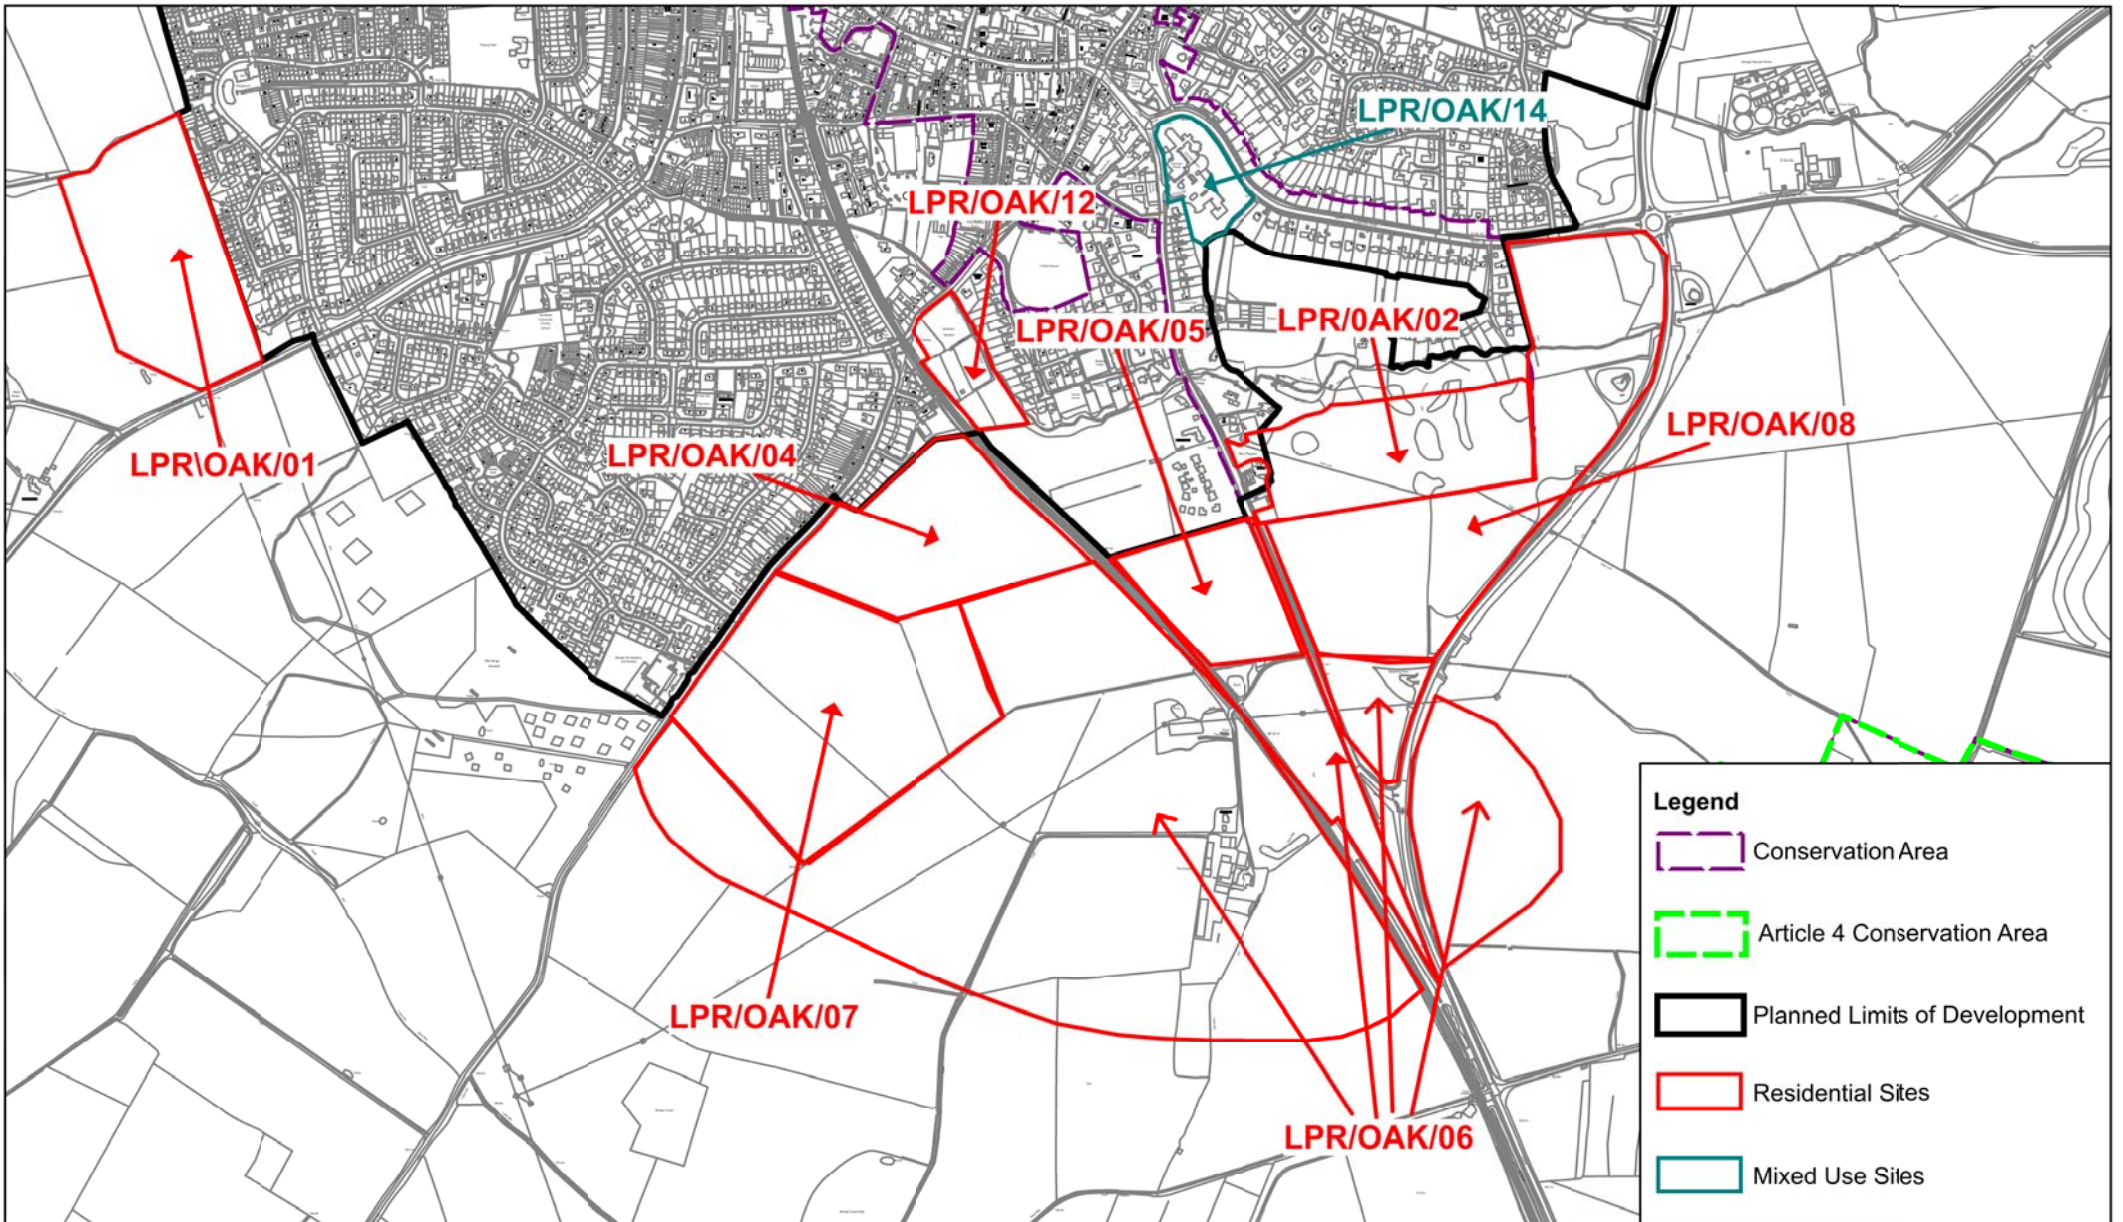 LPR/OAK/14
LPR/OAK/12
LPR/OAK/05
LPR/0AK/02
LPR/OAK/08
LPR\OAK/01
LPR/OAK/04
LPR/OAK/07
LPR/OAK/06
Legend
Conservation Area
Article 4 Conservation Area
Planned Limits of Development
Residential Sites
Mixed Use Sites